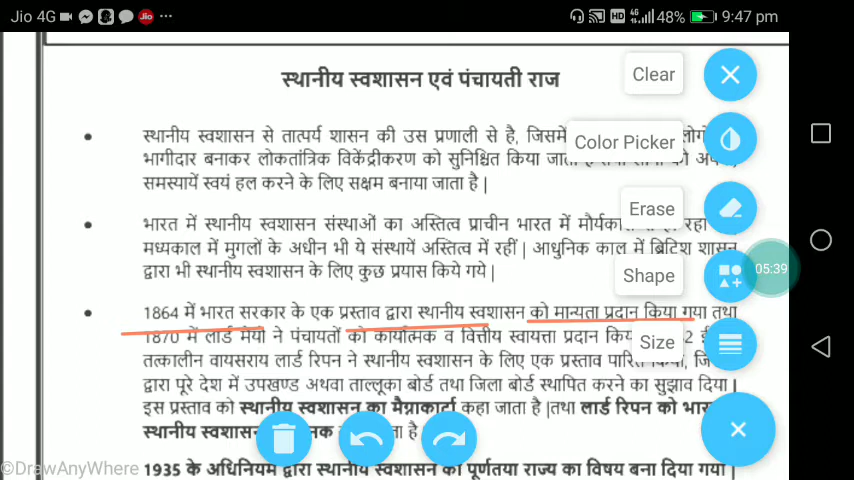 Jio 4G ... 4G HD 48% 9:47 pm
स्थानीय स्वशासन एवं पंचायती राज
Clear
स्थानीय स्वशासन से तात्पर्य शासन की उस प्रणाली से है, जिसमें
Color Picker
भागीदार बनाकर लोकतांत्रिक विकेंद्रीकरण को सुनिश्चित किया जाता
समस्यायें स्वयं हल करने के लिए सक्षम बनाया जाता है |
Erase
भारत में स्थानीय स्वशासन संस्थाओं का अस्तित्व प्राचीन भारत में रहा
मध्यकाल में मुगलों के अधीन भी ये संस्थायें अस्तित्व में रहीं | आधुनिक काल में ब्रिटिश शासन
द्वारा भी स्थानीय स्वशासन के लिए कुछ प्रयास किये गये |
05:39
Shape
1864 में भारत सरकार के एक प्रस्ताव द्वारा स्थानीय स्वशासन को मान्यता प्रदान किया गया तथा
1870 में लार्ड मेयो ने पंचायतों को कार्यात्मक व वित्तीय स्वायत्ता प्रदान
Size
तत्कालीन वायसराय लार्ड रिपन ने स्थानीय स्वशासन के लिए एक प्रस्ताव पारित किया,
द्वारा पूरे देश में उपखण्ड अथवा ताल्लूका बोर्ड तथा जिला बोर्ड स्थापित करने का सुझाव दिया |
इस प्रस्ताव को स्थानीय स्वशासन का मैग्नाकार्टा कहा जाता है |तथा लार्ड रिपन को
स्थानीय स्वशासन है
©DrawAnyWhere
1935 के अधिनियम द्वारा स्थानीय स्वशासन को पूर्णतया राज्य का विषय बना दिया गया |